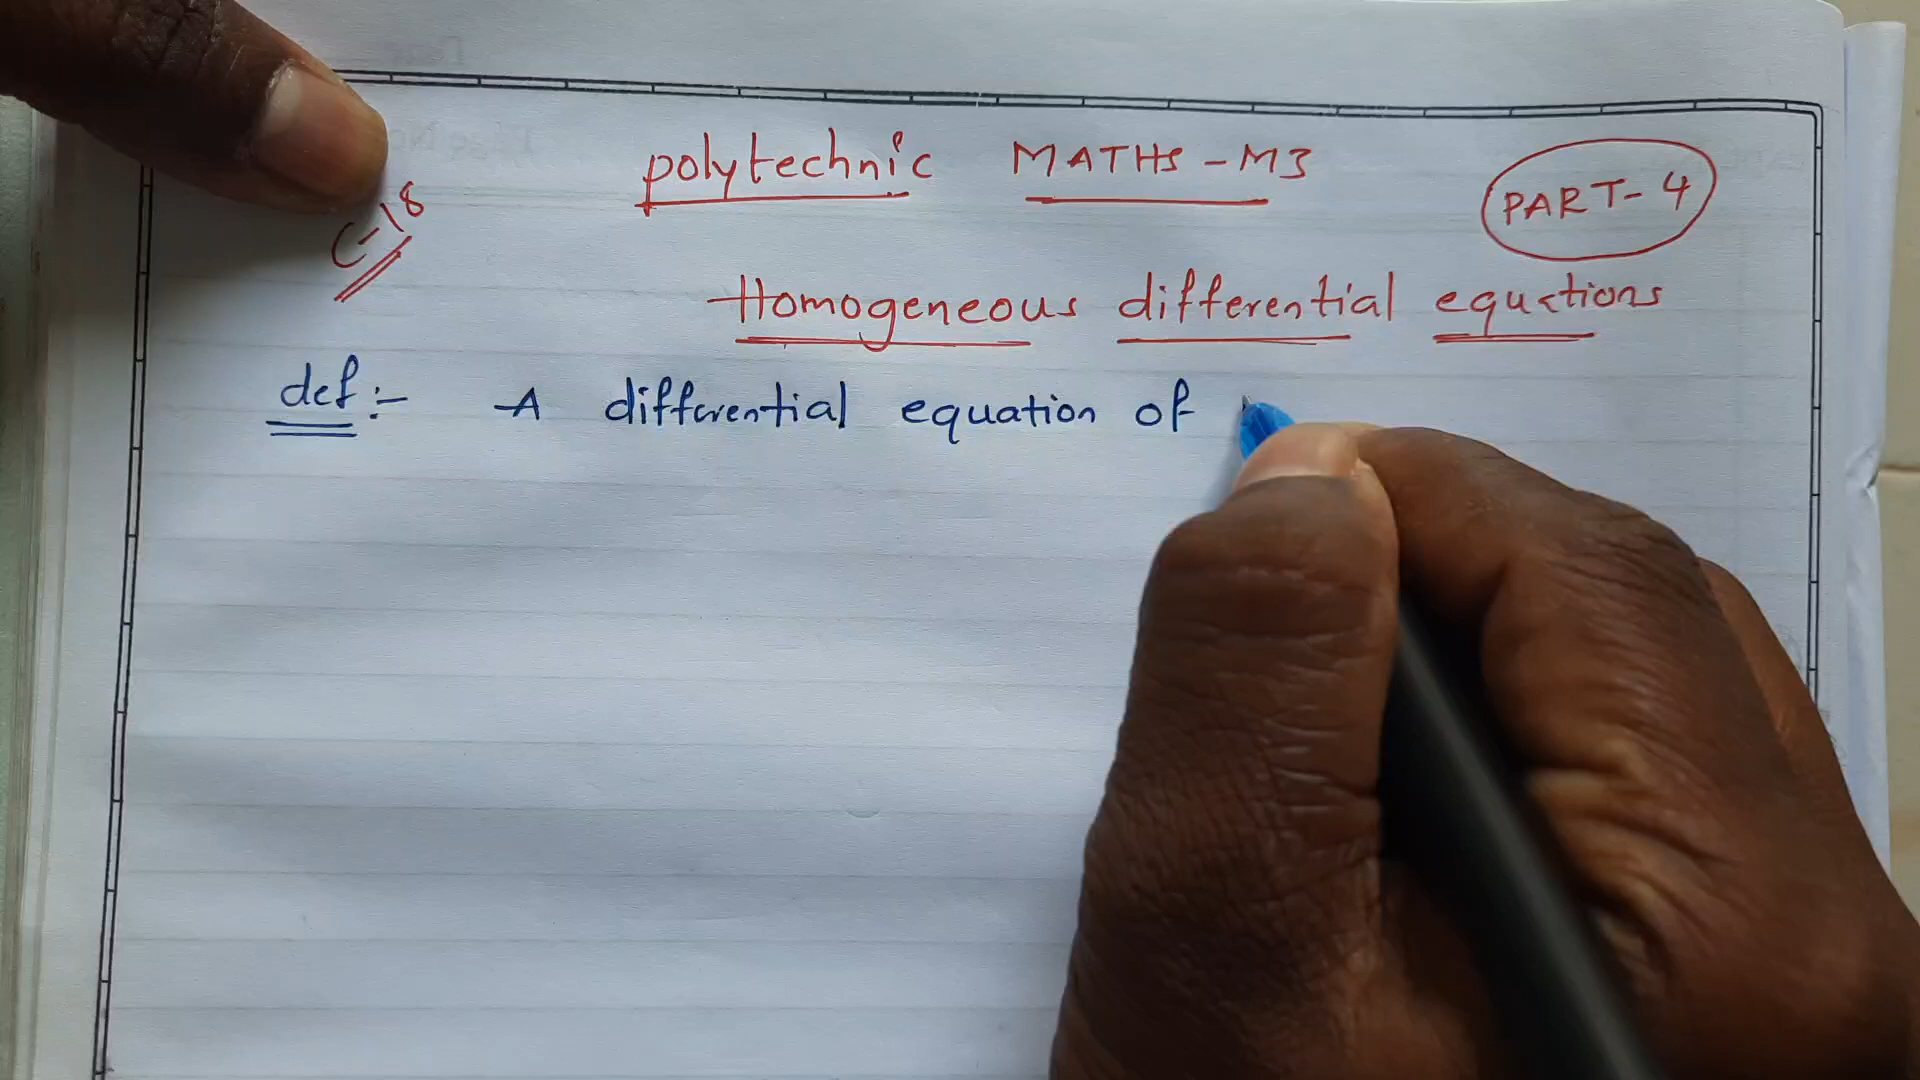 polytechnic MATHS - M3
PART-4
C-18
Homogeneous differential equations
def:- A differential equation of